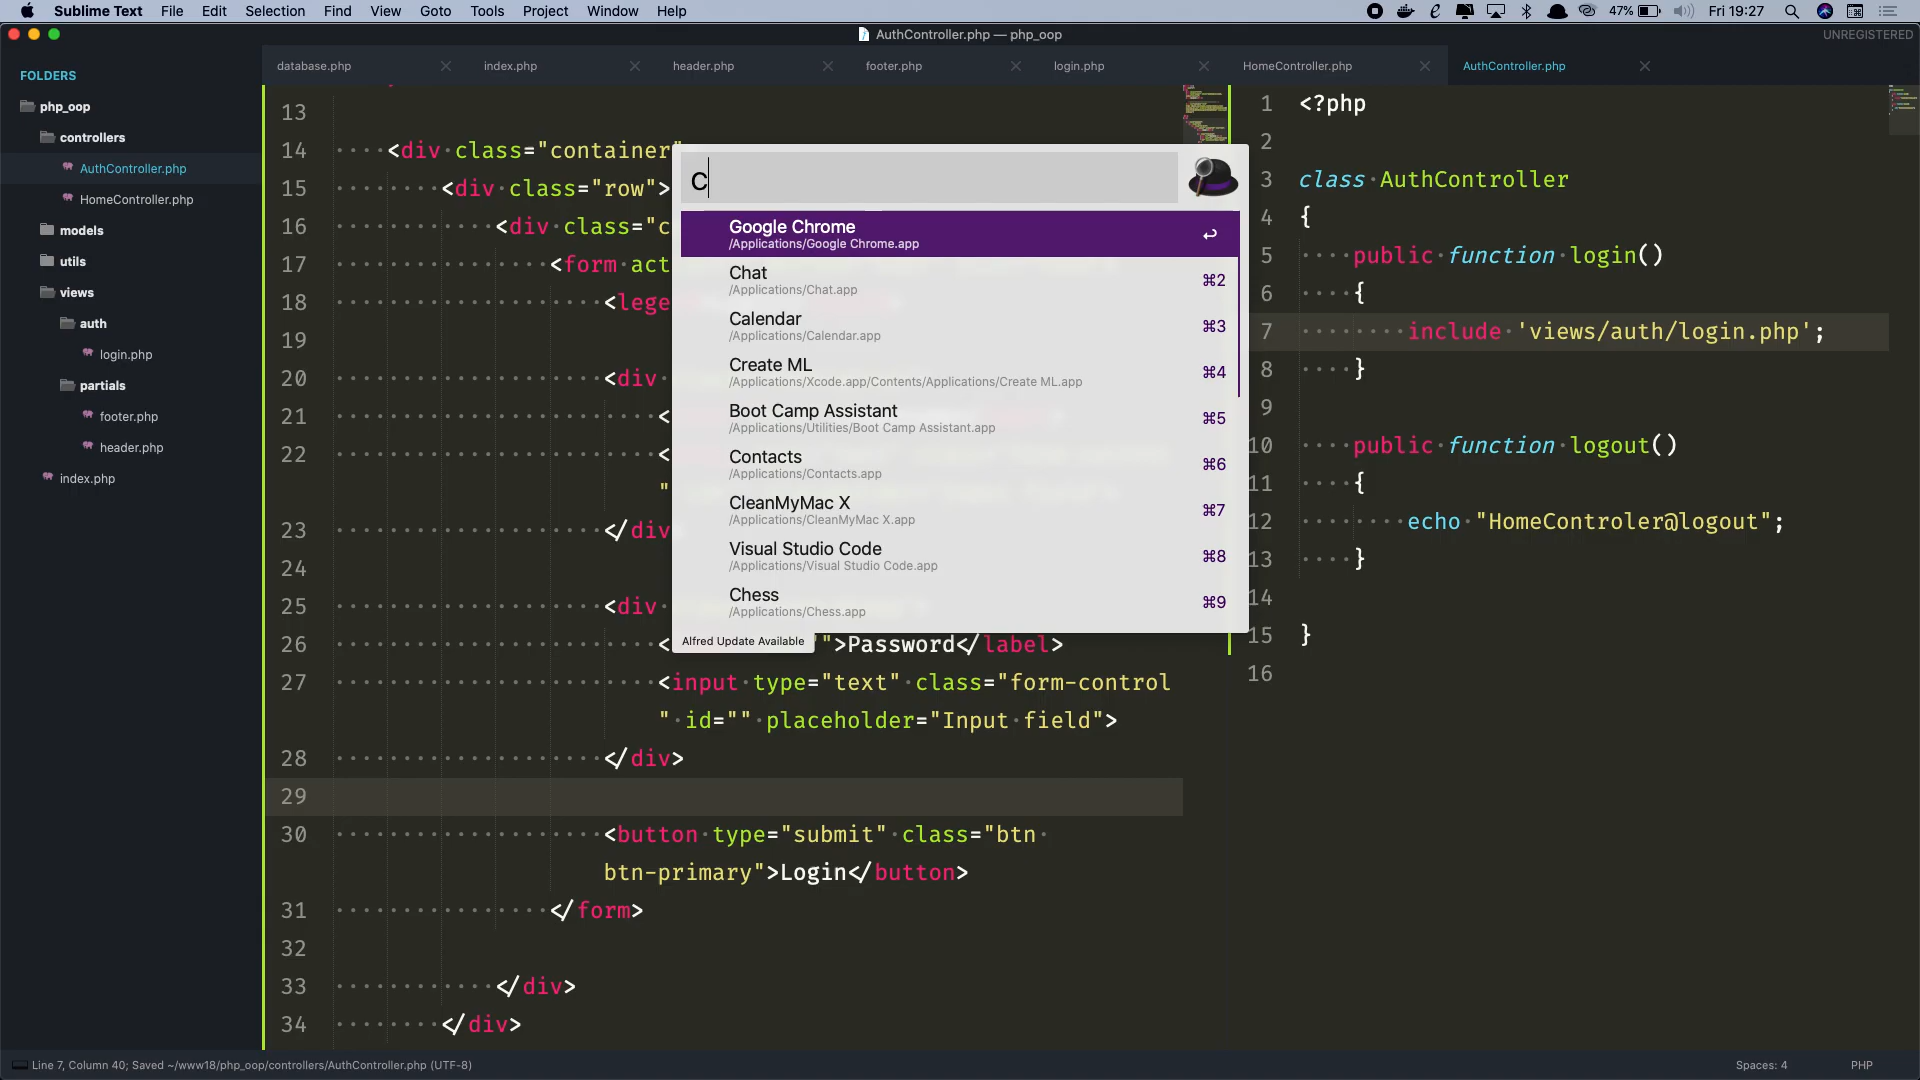 Sublime Text File Edit Selection Find View Goto Tools Project Window Help 47% Fri 19:27
AuthController.php — php_oop UNREGISTERED
FOLDERS
php_oop
controllers
AuthController.php
HomeController.php
models
utils
views
auth
login.php
partials
footer.php
header.php
index.php
database.php index.php header.php footer.php login.php HomeController.php AuthController.php
13
14 <div class="container"
15 <div class="row">
16 <div class="c
17 <form act
18 <lege
19
20 <div
21 <
22 <
"
23 </div
24
25 <div
26 < ">Password</label>
27 <input type="text" class="form-control
" id="" placeholder="Input field">
28 </div>
29
30 <button type="submit" class="btn
btn-primary">Login</button>
31 </form>
32
33 </div>
34 </div>
C
Google Chrome
/Applications/Google Chrome.app
Chat ⌘2
/Applications/Chat.app
Calendar ⌘3
/Applications/Calendar.app
Create ML ⌘4
/Applications/Xcode.app/Contents/Applications/Create ML.app
Boot Camp Assistant ⌘5
/Applications/Utilities/Boot Camp Assistant.app
Contacts ⌘6
/Applications/Contacts.app
CleanMyMac X ⌘7
/Applications/CleanMyMac X.app
Visual Studio Code ⌘8
/Applications/Visual Studio Code.app
Chess ⌘9
/Applications/Chess.app
Alfred Update Available
1 <?php
2
3 class AuthController
4 {
5 public function login()
6 {
7 include 'views/auth/login.php';
8 }
9
10 public function logout()
11 {
12 echo "HomeControler@logout";
13 }
14
15 }
16
Line 7, Column 40; Saved ~/www18/php_oop/controllers/AuthController.php (UTF-8) Spaces: 4 PHP